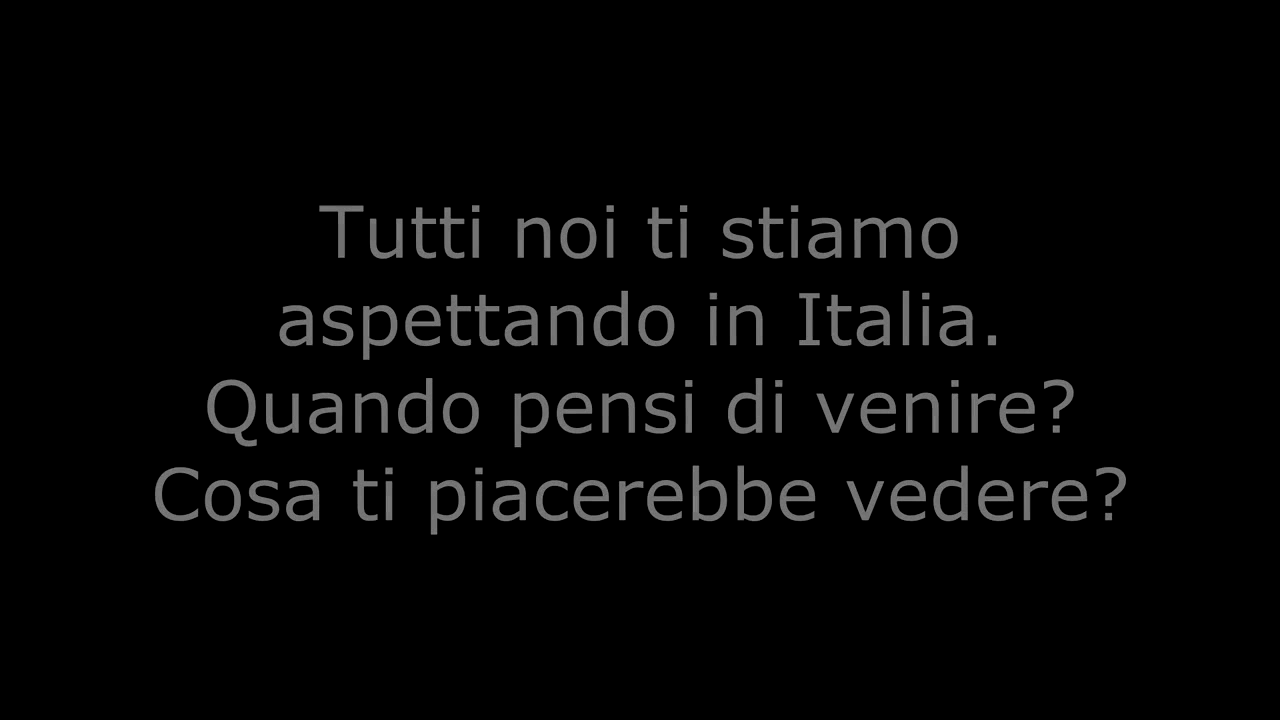 Tutti noi ti stiamo
aspettando in Italia.
Quando pensi di venire?
Cosa ti piacerebbe vedere?